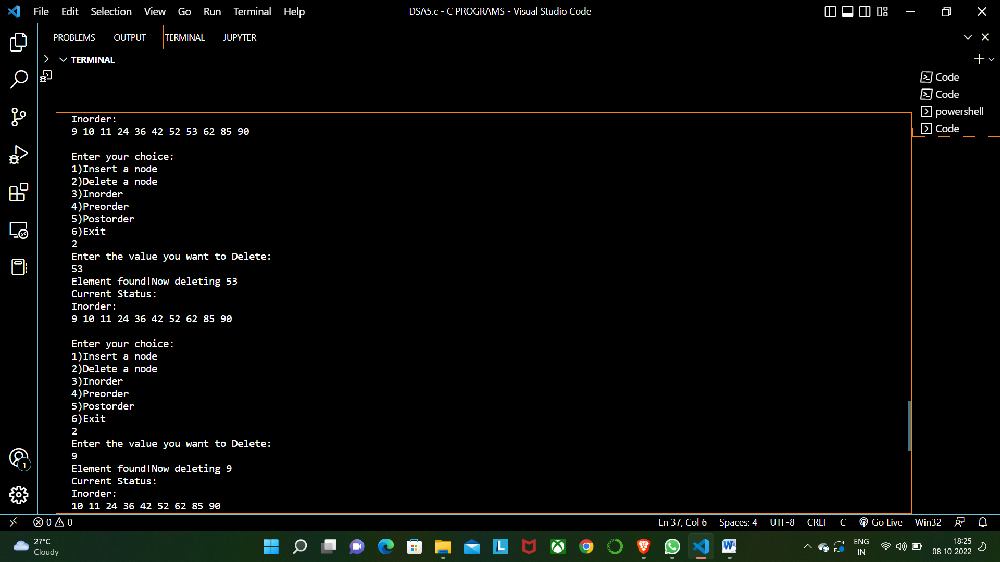 File Edit Selection View Go Run Terminal Help
DSA5.c - C PROGRAMS - Visual Studio Code
PROBLEMS OUTPUT TERMINAL JUPYTER
TERMINAL
Code
Code
powershell
Code
Inorder:
9 10 11 24 36 42 52 53 62 85 90
Enter your choice:
1)Insert a node
2)Delete a node
3)Inorder
4)Preorder
5)Postorder
6)Exit
2
Enter the value you want to Delete:
53
Element found!Now deleting 53
Current Status:
Inorder:
9 10 11 24 36 42 52 62 85 90
Enter your choice:
1)Insert a node
2)Delete a node
3)Inorder
4)Preorder
5)Postorder
6)Exit
2
Enter the value you want to Delete:
9
Element found!Now deleting 9
Current Status:
Inorder:
10 11 24 36 42 52 62 85 90
1
0 0
Ln 37, Col 6 Spaces: 4 UTF-8 CRLF C Go Live Win32
27°C
Cloudy
L
W
ENG
IN
18:25
08-10-2022